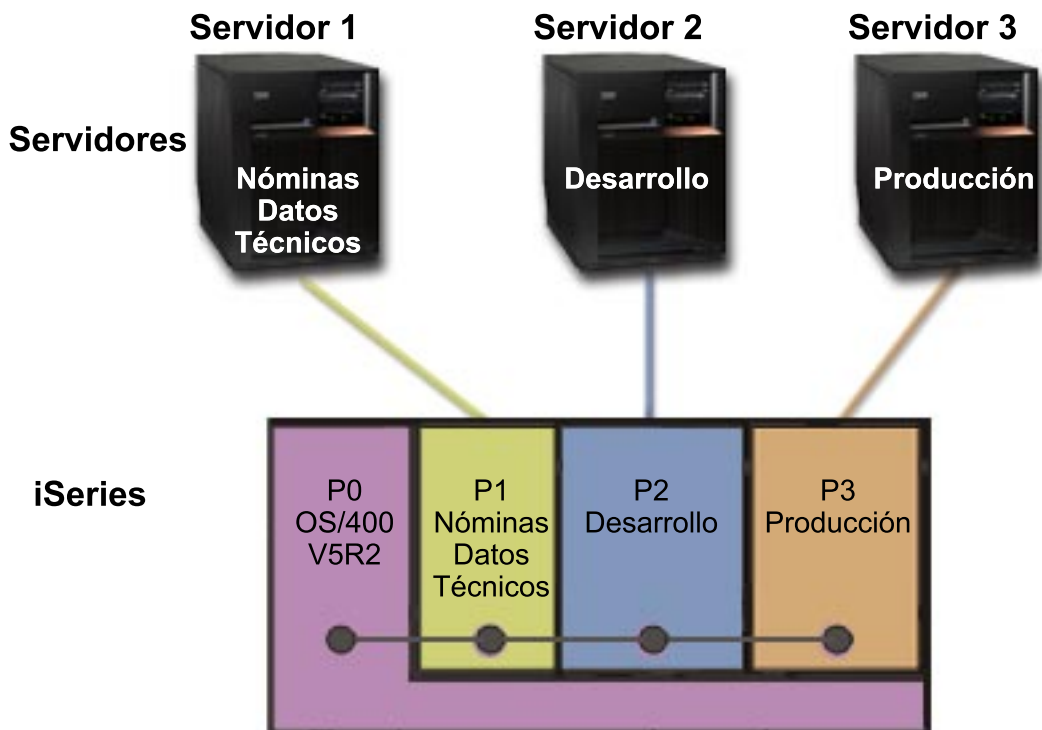 Servidor 1
Servidor 2
Servidor 3
Servidores
Nóminas
Datos
Técnicos
Desarrollo
Producción
iSeries
P0
OS/400
V5R2
P1
Nóminas
Datos
Técnicos
P2
Desarrollo
P3
Producción